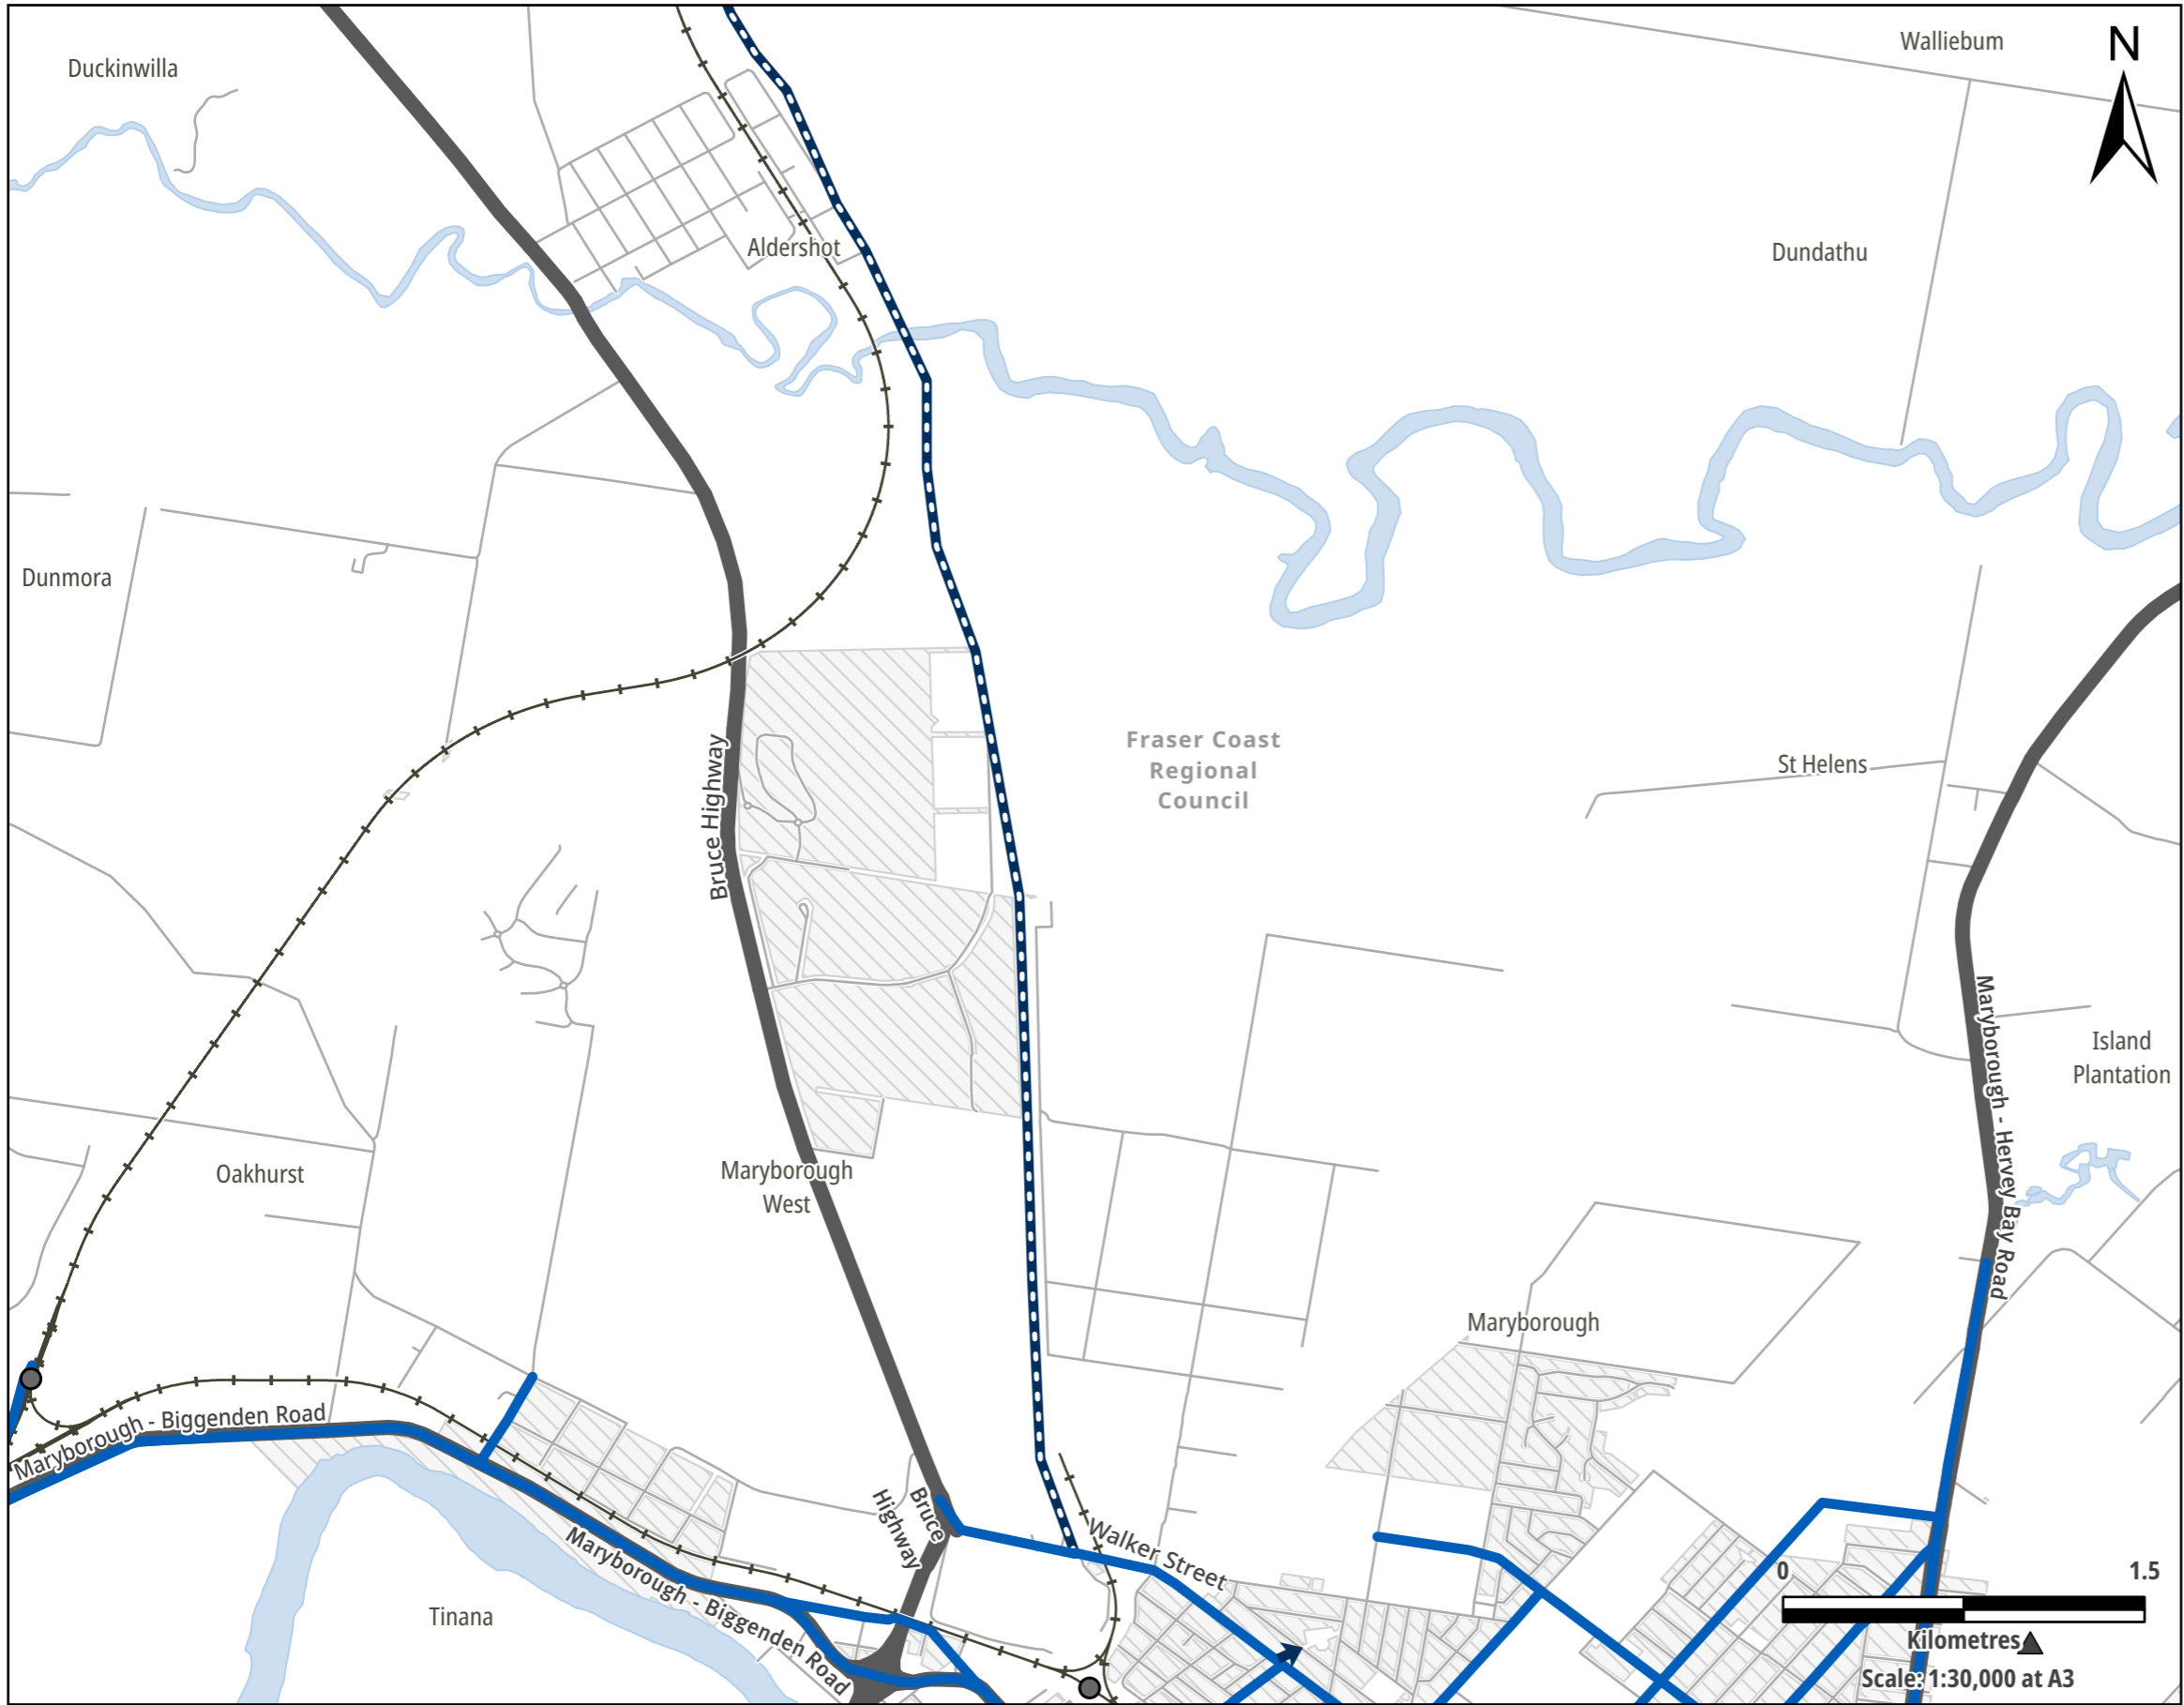 Walliebum
N
Duckinwilla
Aldershot
Dundathu
Dunmora
Fraser Coast
Regional
Council
St Helens
Bruce Highway
Maryborough - Hervey Bay Road
Island
Plantation
Oakhurst
Maryborough
West
Maryborough
Maryborough - Biggenden Road
Bruce
Highway
Walker Street
Maryborough - Biggenden Road
Tinana
0 1.5
Kilometres
Scale: 1:30,000 at A3